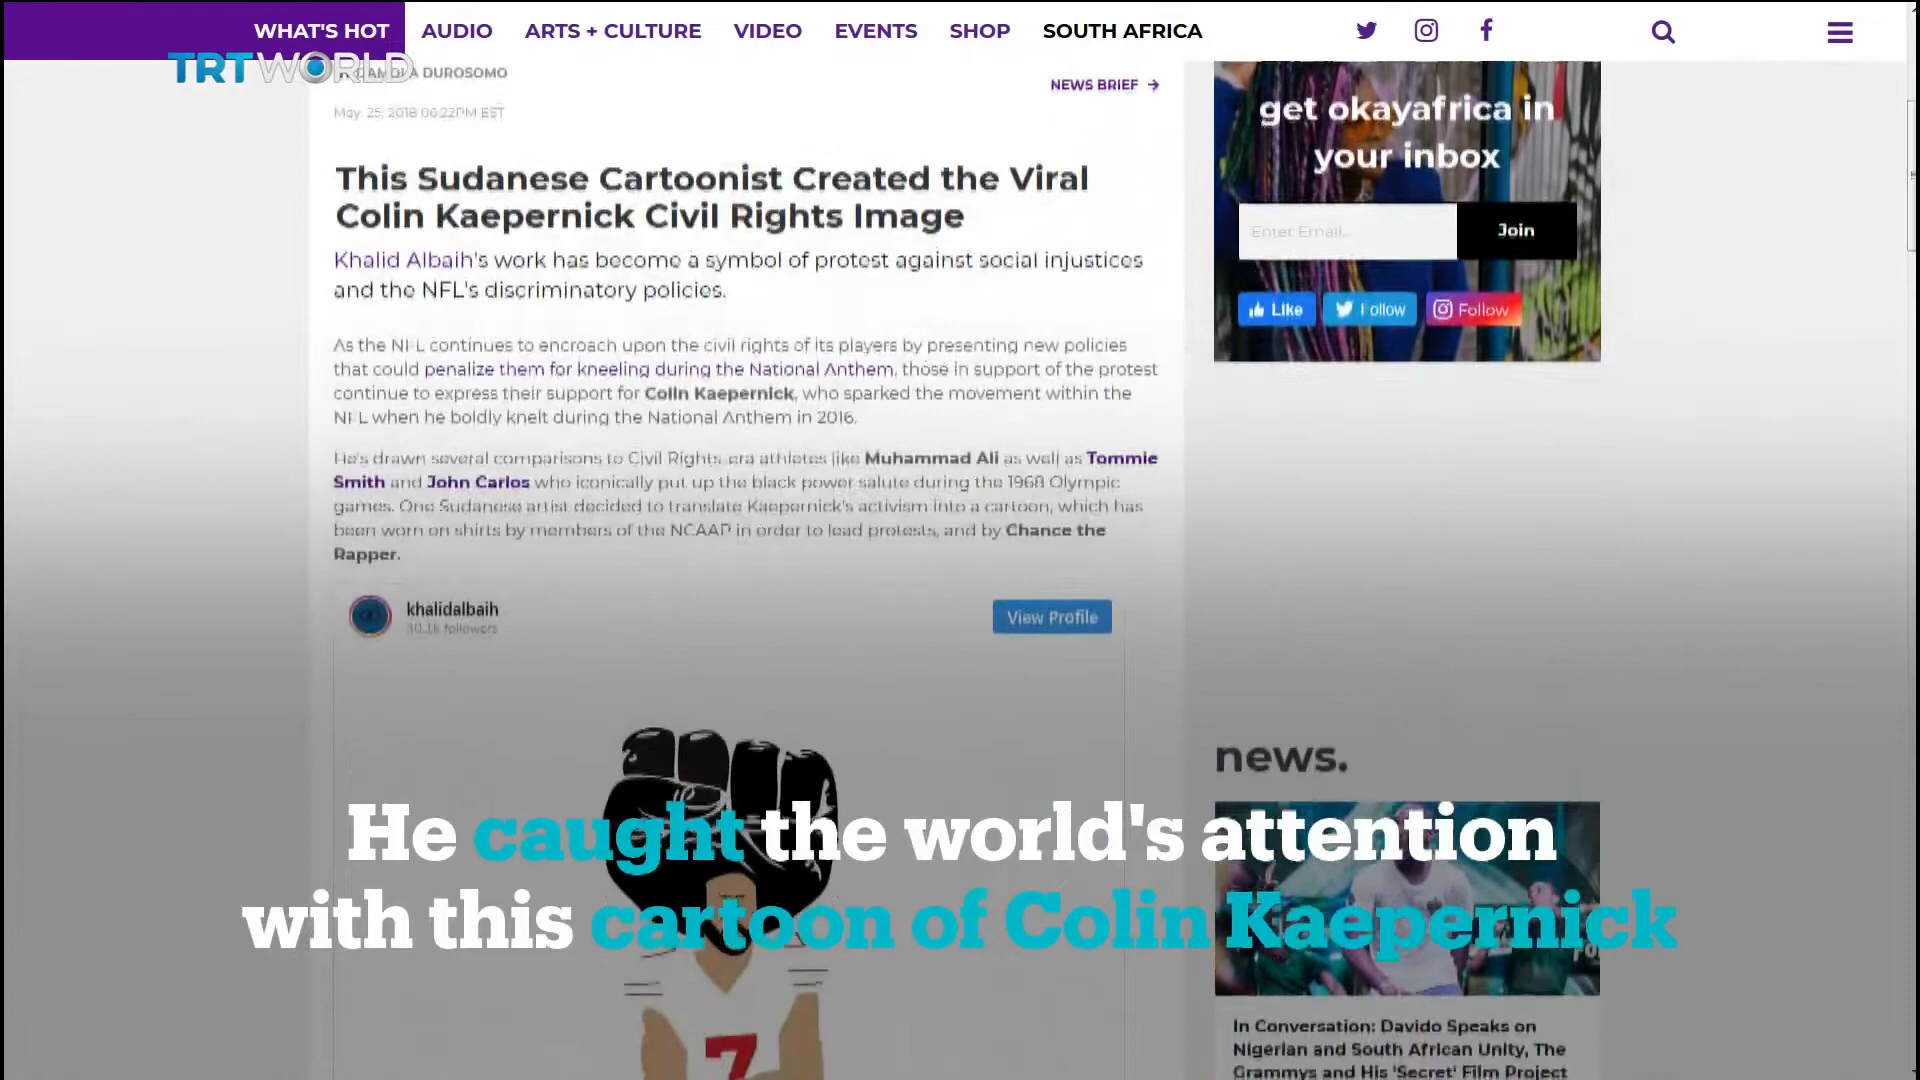 WHAT'S HOT AUDIO ARTS + CULTURE VIDEO EVENTS SHOP SOUTH AFRICA
TRT WORLD
DAMOLA DUROSOMO
NEWS BRIEF →
May. 25, 2018 06:22PM EST
This Sudanese Cartoonist Created the Viral
Colin Kaepernick Civil Rights Image
Khalid Albaih's work has become a symbol of protest against social injustices
and the NFL's discriminatory policies.
As the NFL continues to encroach upon the civil rights of its players by presenting new policies
that could penalize them for kneeling during the National Anthem, those in support of the protest
continue to express their support for Colin Kaepernick, who sparked the movement within the
NFL when he boldly knelt during the National Anthem in 2016.
He's drawn several comparisons to Civil Rights-era athletes like Muhammad Ali as well as Tommie
Smith and John Carlos who iconically put up the black power salute during the 1968 Olympic
games. One Sudanese artist decided to translate Kaepernick's activism into a cartoon, which has
been worn on shirts by members of the NCAAP in order to lead protests, and by Chance the
Rapper.
khalidalbaih
30.1k followers
View Profile
7
get okayafrica in
your inbox
Enter Email...
Join
Like Follow Follow
news.
He caught the world's attention
with this cartoon of Colin Kaepernick
In Conversation: Davido Speaks on
Nigerian and South African Unity, The
Grammys and His 'Secret' Film Project